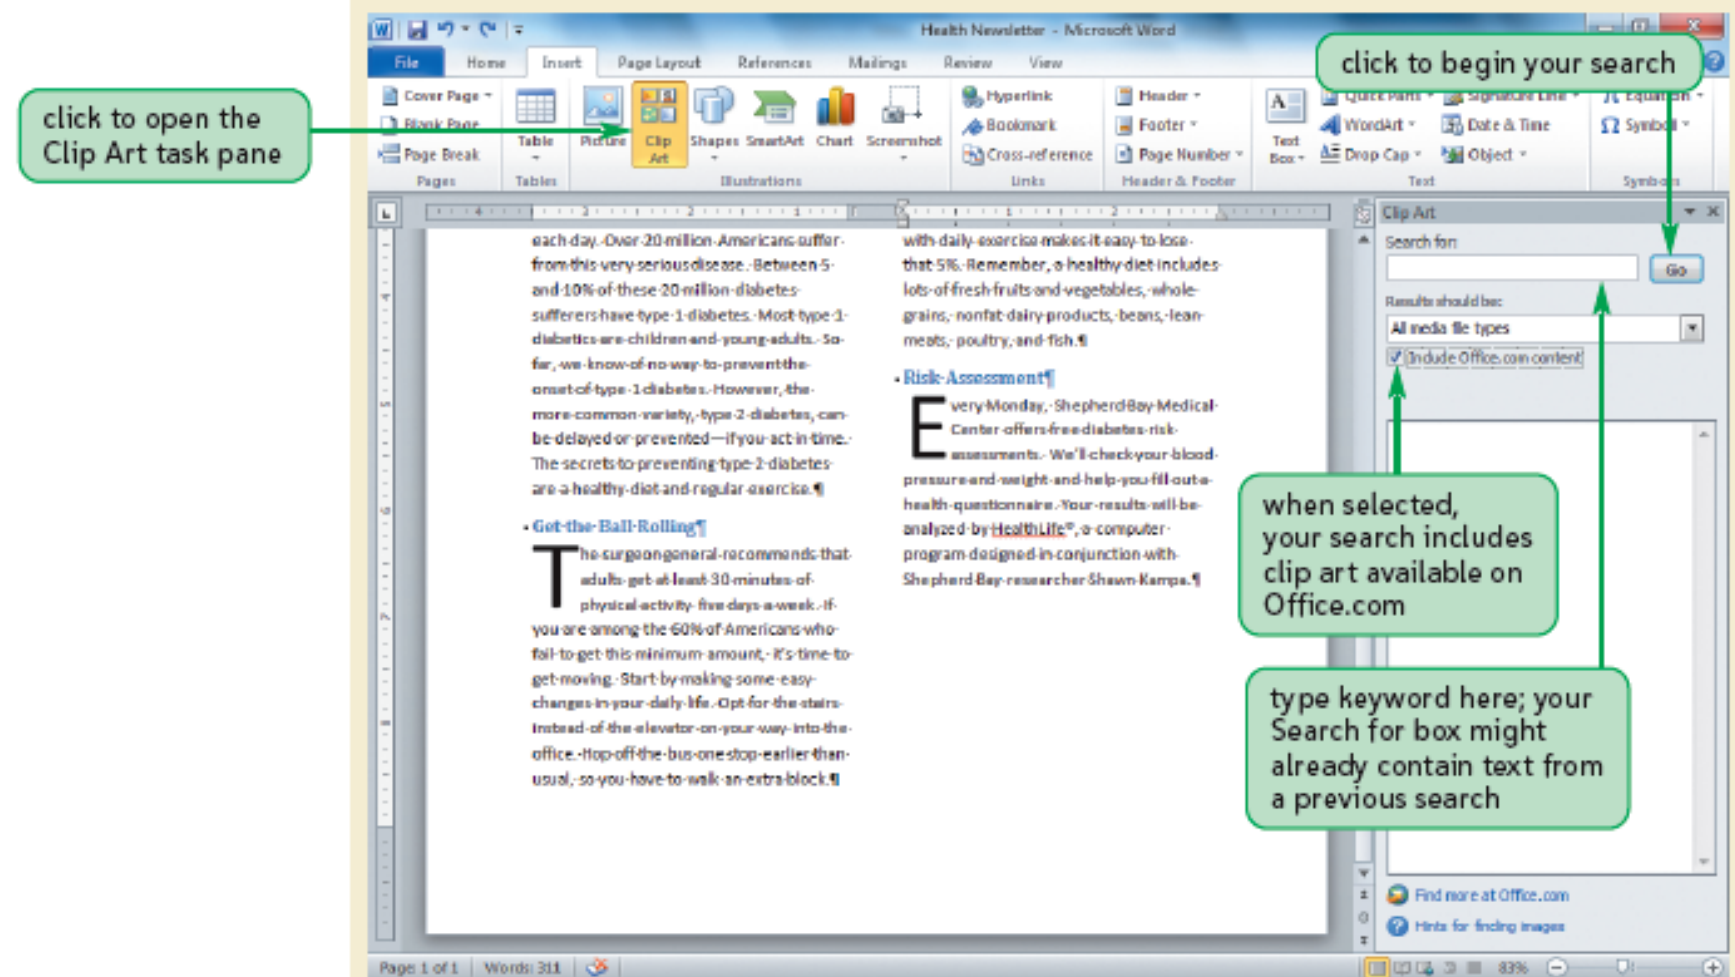 Health Newsletter - Microsoft Word
File Home Insert Page Layout References Mailings Review View
click to begin your search
click to open the
Clip Art task pane
Cover Page
Blank Page
Page Break
Pages
Table
Tables
Picture
Clip
Art
Shapes
SmartArt
Chart
Screenshot
Illustrations
Hyperlink
Bookmark
Cross-reference
Links
Header
Footer
Page Number
Header & Footer
Text
Box
Quick Parts
WordArt
Drop Cap
Signature Line
Date & Time
Object
Text
Equation
Symbol
Symbols
each day. Over 20 million Americans suffer
from this very serious disease. Between 5
and 10% of these 20 million diabetes
sufferers have type 1 diabetes. Most type 1
diabetics are children and young adults. So
far, we know of no way to prevent the
onset of type 1 diabetes. However, the
more common variety, type 2 diabetes, can
be delayed or prevented—if you act in time.
The secrets to preventing type 2 diabetes
are a healthy diet and regular exercise.¶
Get the Ball Rolling¶
The surgeon general recommends that
adults get at least 30 minutes of
physical activity five days a week. If
you are among the 60% of Americans who
fail to get this minimum amount, it's time to
get moving. Start by making some easy
changes in your daily life. Opt for the stairs
instead of the elevator on your way into the
office. Hop off the bus one stop earlier than
usual, so you have to walk an extra block.¶
with daily exercise makes it easy to lose
that 5%. Remember, a healthy diet includes
lots of fresh fruits and vegetables, whole
grains, nonfat dairy products, beans, lean
meats, poultry, and fish.¶
Risk Assessment¶
Every Monday, Shepherd Bay Medical
Center offers free diabetes risk
assessments. We'll check your blood
pressure and weight and help you fill out a
health questionnaire. Your results will be
analyzed by HealthLife®, a computer
program designed in conjunction with
Shepherd Bay researcher Shawn Kampa.¶
Clip Art
Search for:
Go
Results should be:
All media file types
Include Office.com content
when selected,
your search includes
clip art available on
Office.com
type keyword here; your
Search for box might
already contain text from
a previous search
Find more at Office.com
Hints for finding images
Page: 1 of 1 Words: 311
83%